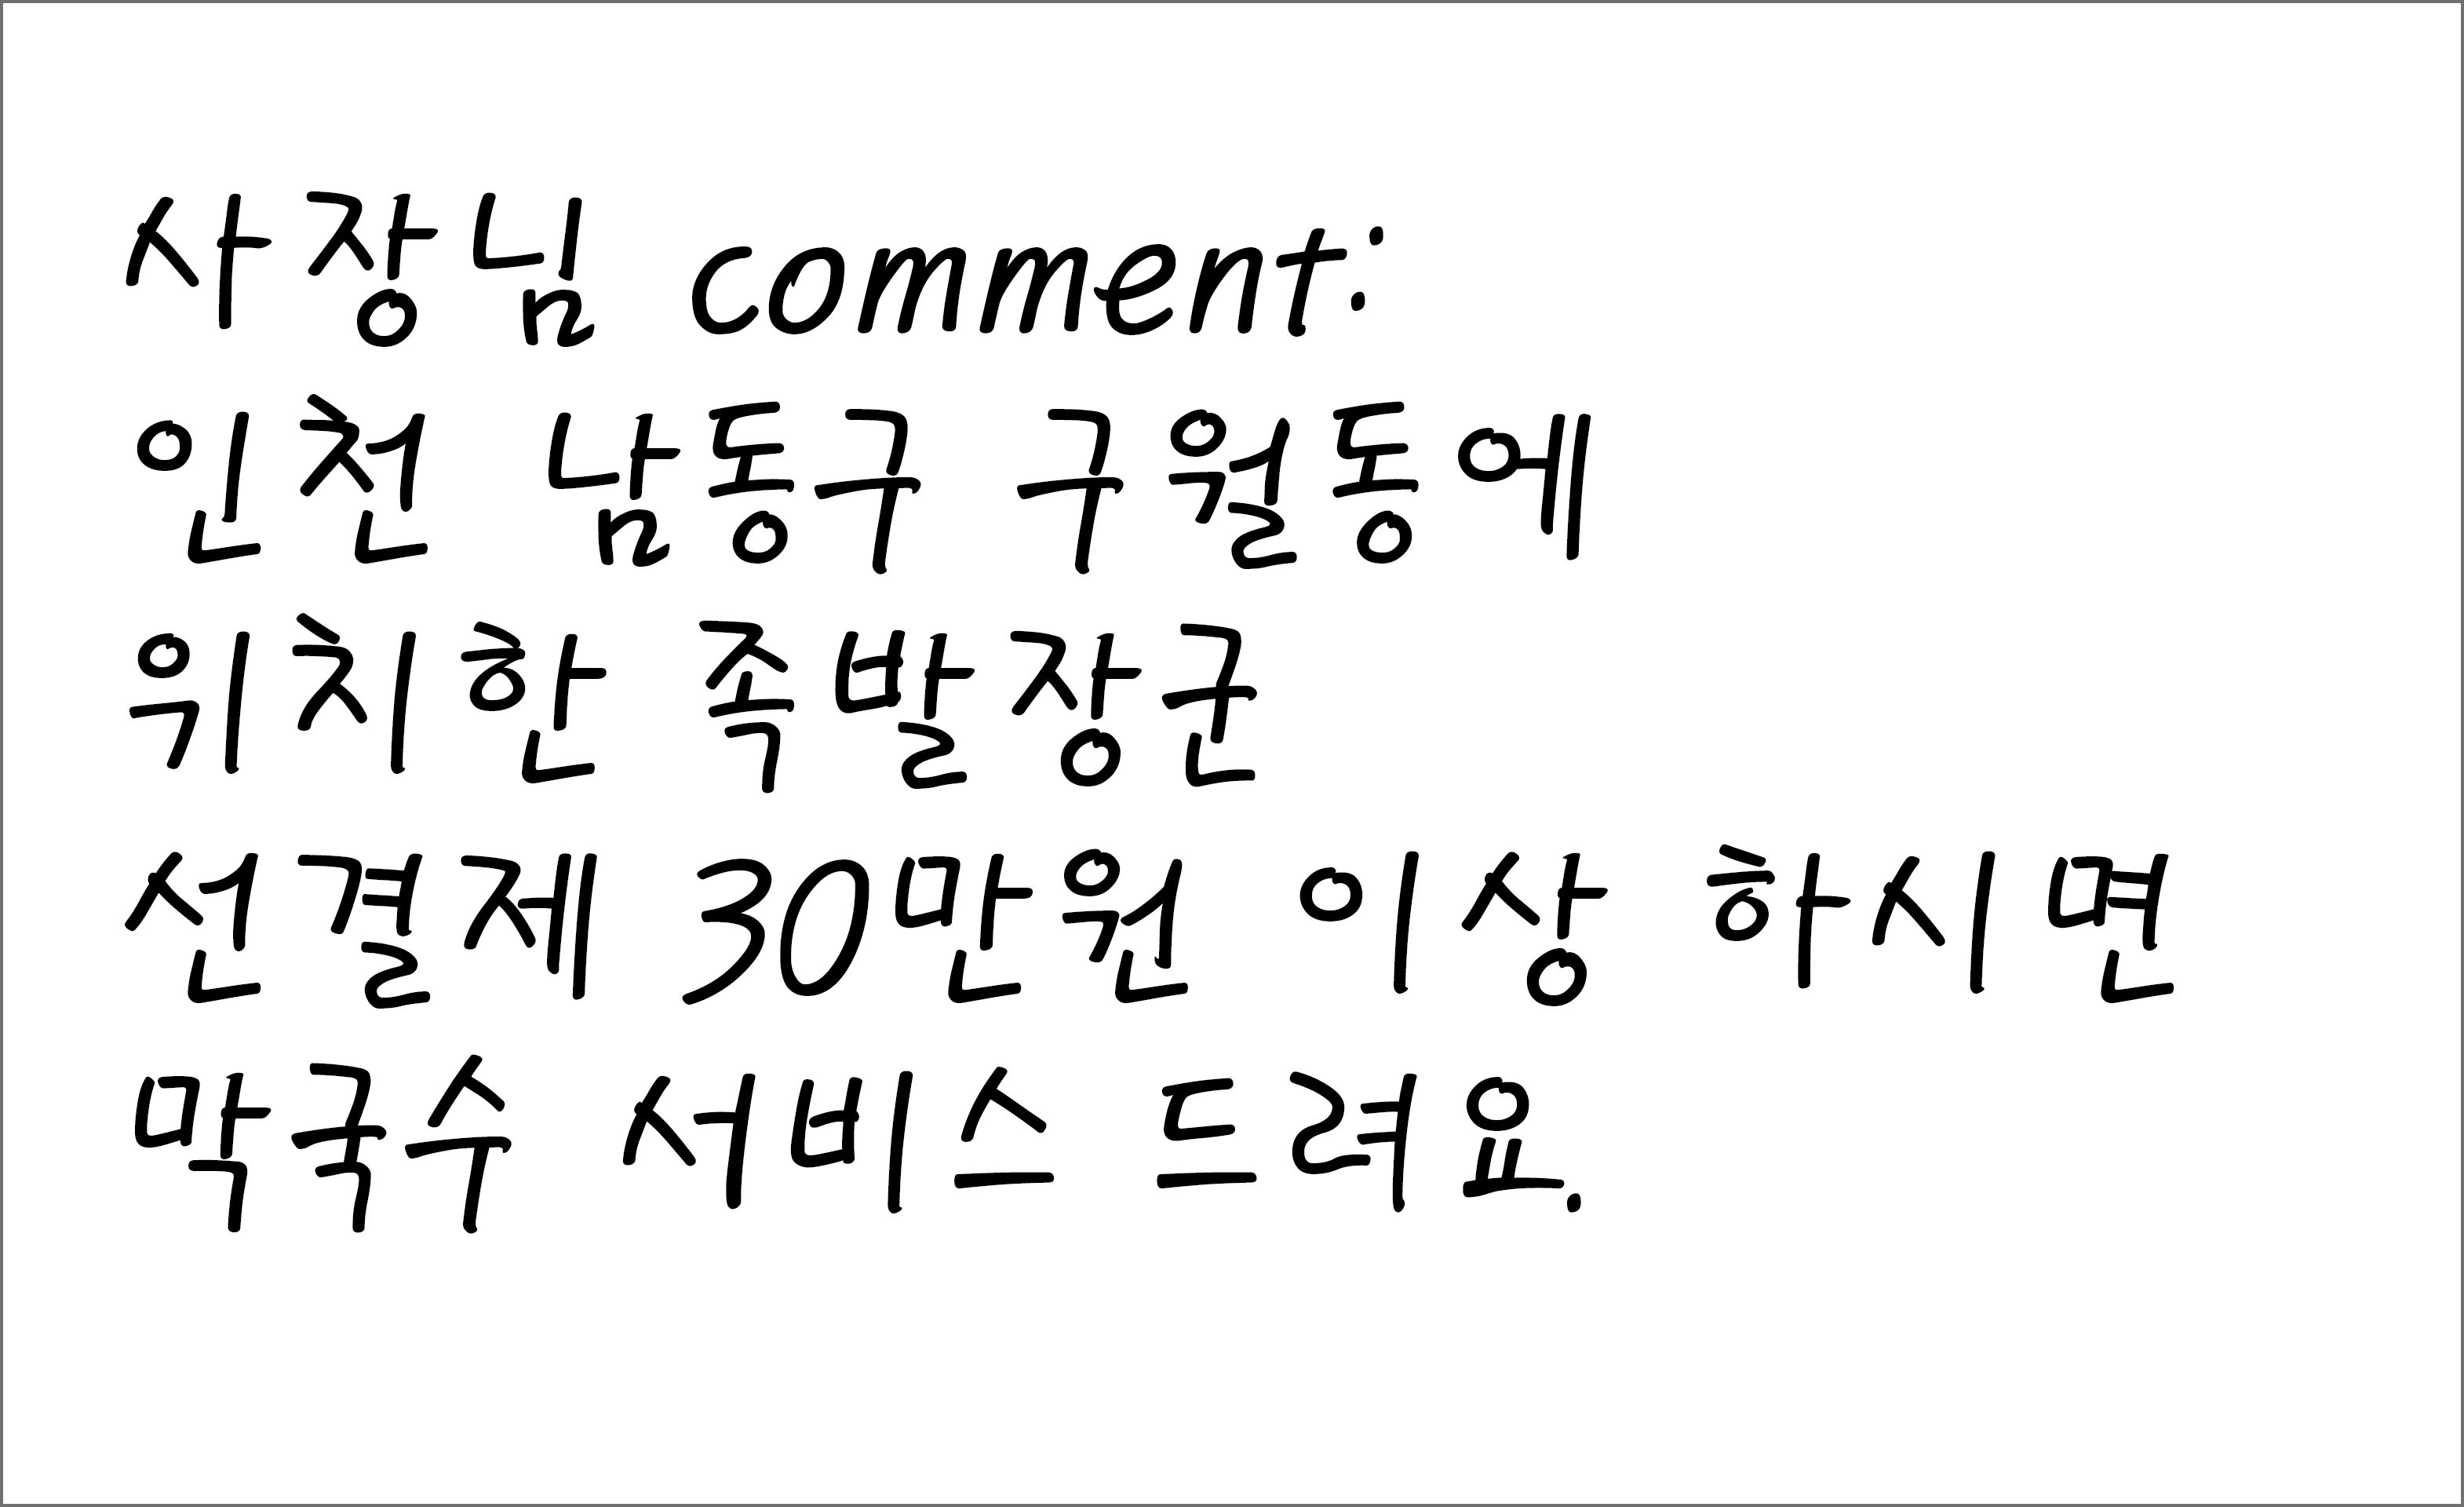 사장님 comment:
인천 남동구 구월동에
위치한 족발장군
선결제 30만원 이상 하시면
막국수 서비스 드려요.